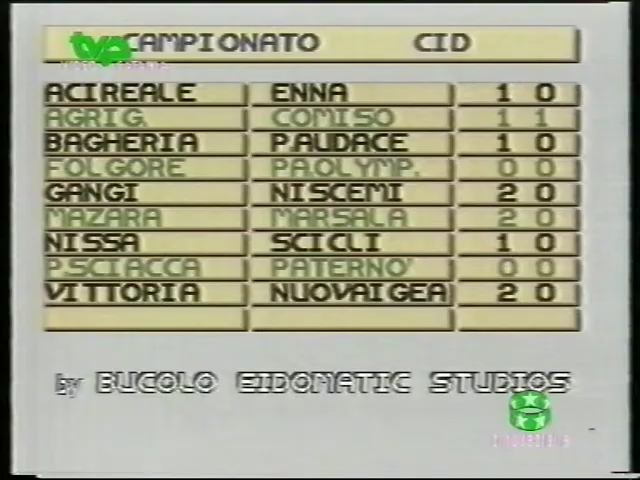 tvp CAMPIONATO CID
ACIREALE ENNA 1 0
AGRIG. COMISO 1 1
BAGHERIA P.AUDACE 1 0
FOLGORE PA.OLYMP. 0 0
GANGI NISCEMI 2 0
MAZARA MARSALA 2 0
NISSA SCICLI 1 0
P.SCIACCA PATERNO' 0 0
VITTORIA NUOVAIGEA 2 0
by BUCOLO EIDOMATIC STUDIOS